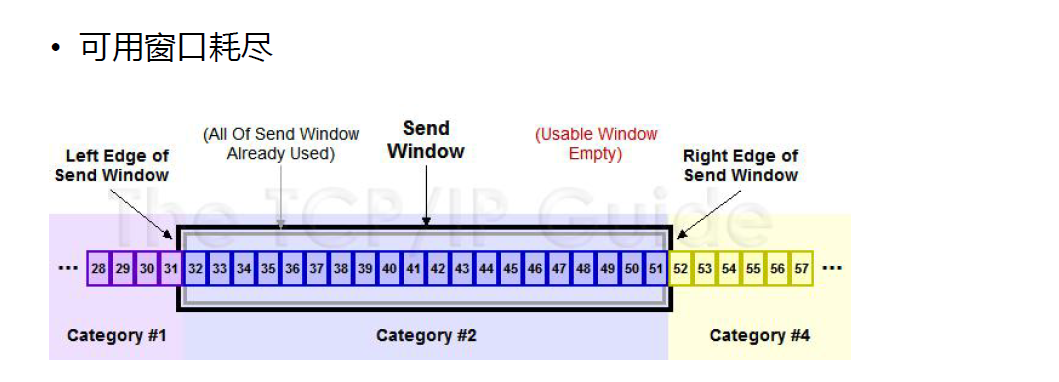 • 可用窗口耗尽
(All Of Send Window
Already Used)
Send
Window
(Usable Window
Empty)
Left Edge of
Send Window
Right Edge of
Send Window
The TCP/IP Guide
... 28 29 30 31 32 33 34 35 36 37 38 39 40 41 42 43 44 45 46 47 48 49 50 51 52 53 54 55 56 57 ...
Category #1
Category #2
Category #4